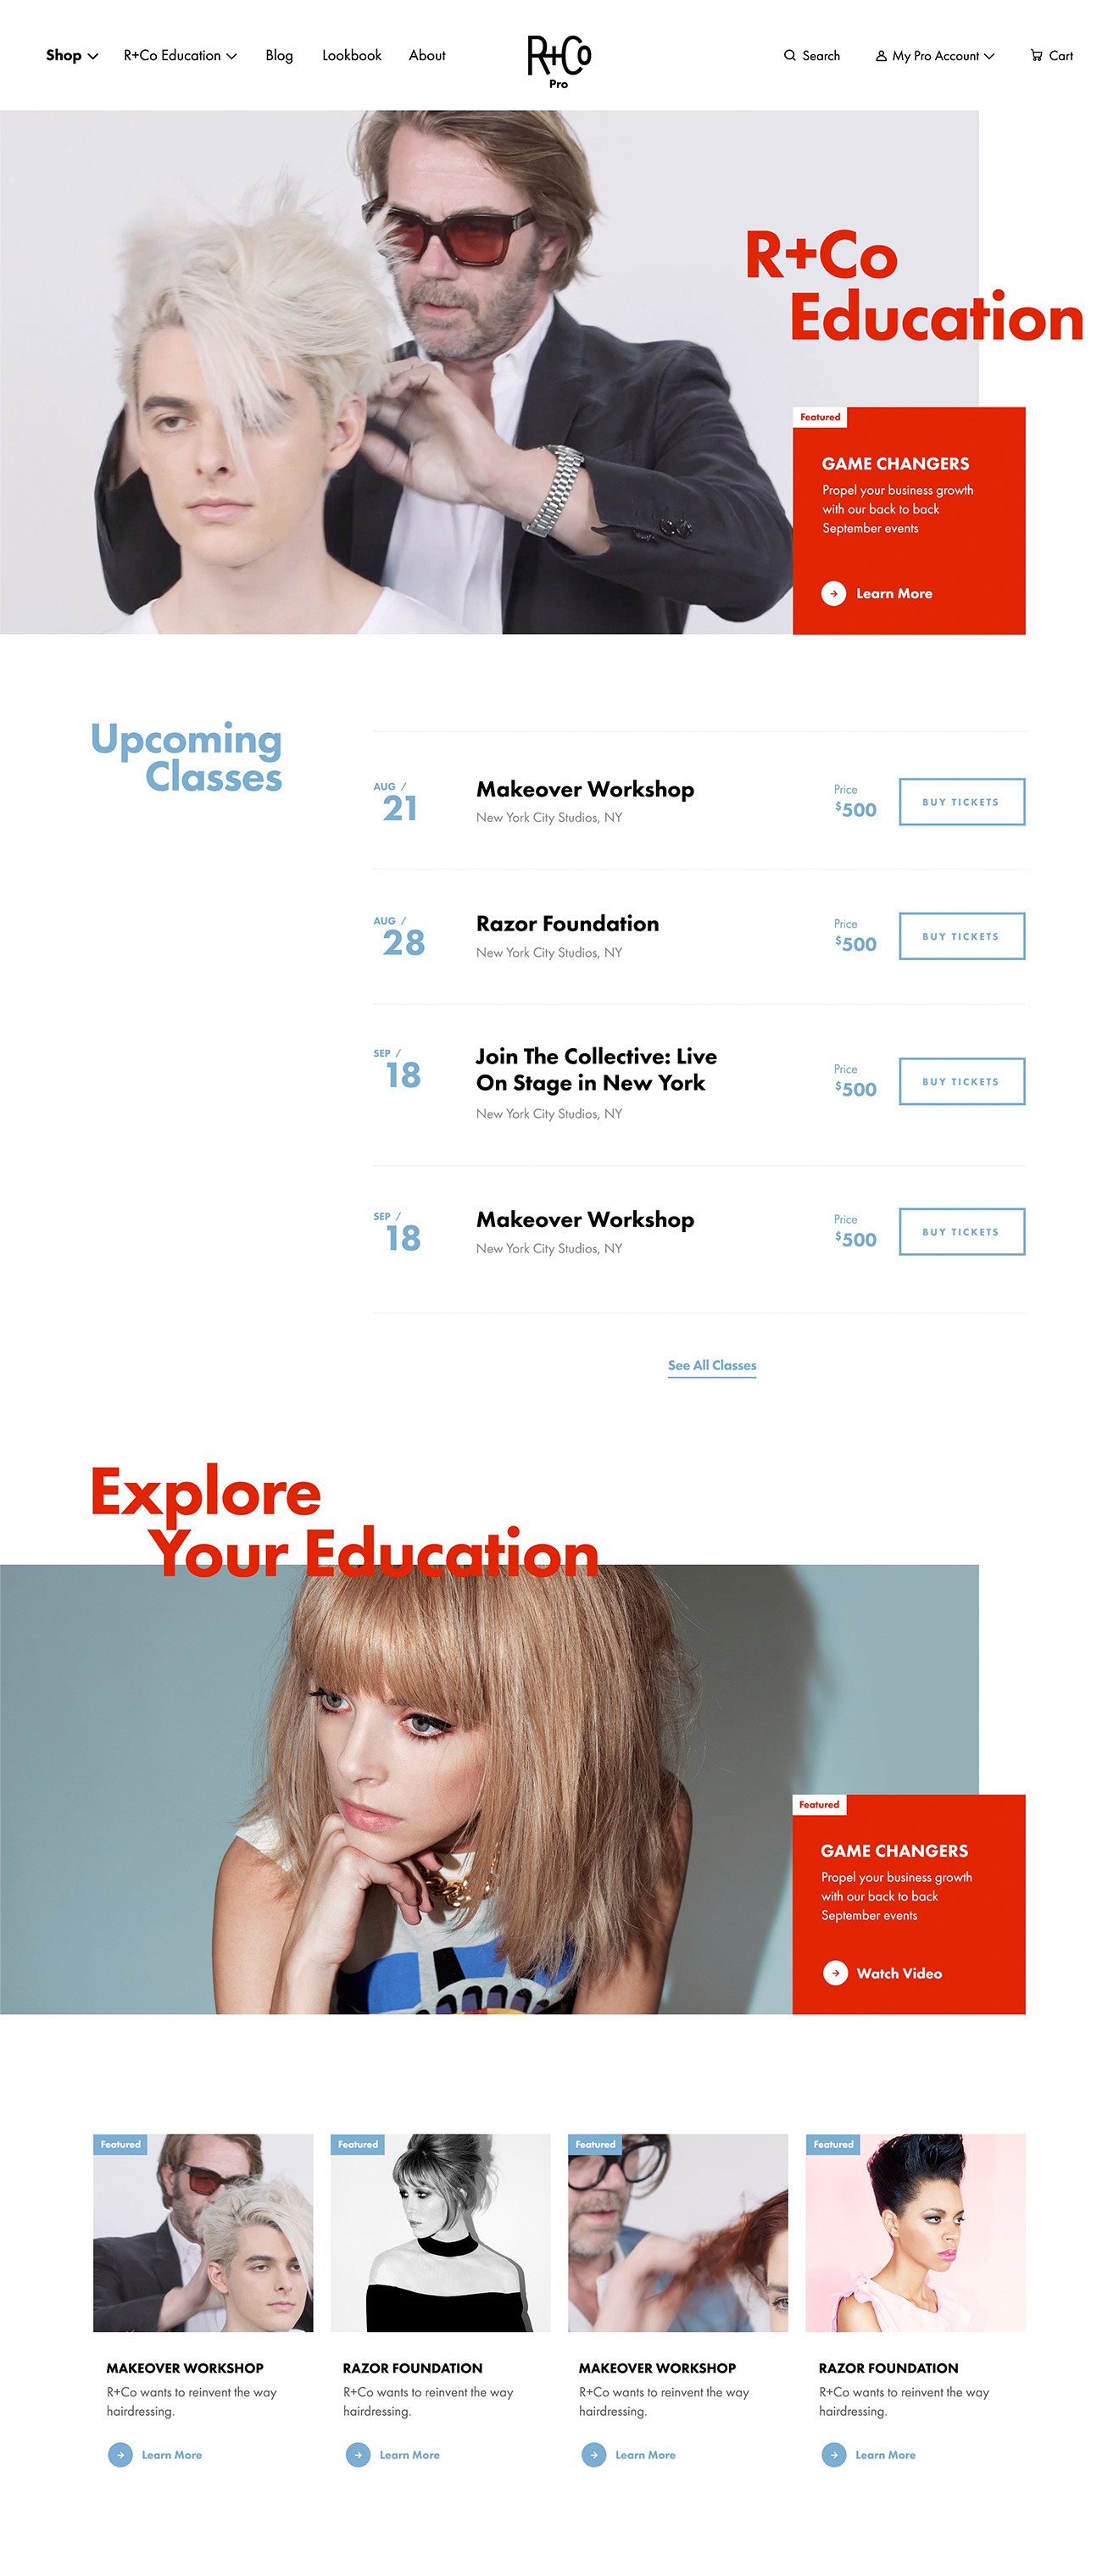 Shop
R+Co Education
Blog
Lookbook
About
R+Co
Pro
Search
My Pro Account
Cart
R+Co
Education
Featured
GAME CHANGERS
Propel your business growth
with our back to back
September events
Learn More
Upcoming
Classes
AUG /
21
Makeover Workshop
New York City Studios, NY
Price
$500
BUY TICKETS
AUG /
28
Razor Foundation
New York City Studios, NY
Price
$500
BUY TICKETS
SEP /
18
Join The Collective: Live
On Stage in New York
New York City Studios, NY
Price
$500
BUY TICKETS
SEP /
18
Makeover Workshop
New York City Studios, NY
Price
$500
BUY TICKETS
See All Classes
Explore
Your Education
Featured
GAME CHANGERS
Propel your business growth
with our back to back
September events
Watch Video
Featured
MAKEOVER WORKSHOP
R+Co wants to reinvent the way
hairdressing.
Learn More
Featured
RAZOR FOUNDATION
R+Co wants to reinvent the way
hairdressing.
Learn More
Featured
MAKEOVER WORKSHOP
R+Co wants to reinvent the way
hairdressing.
Learn More
Featured
RAZOR FOUNDATION
R+Co wants to reinvent the way
hairdressing.
Learn More